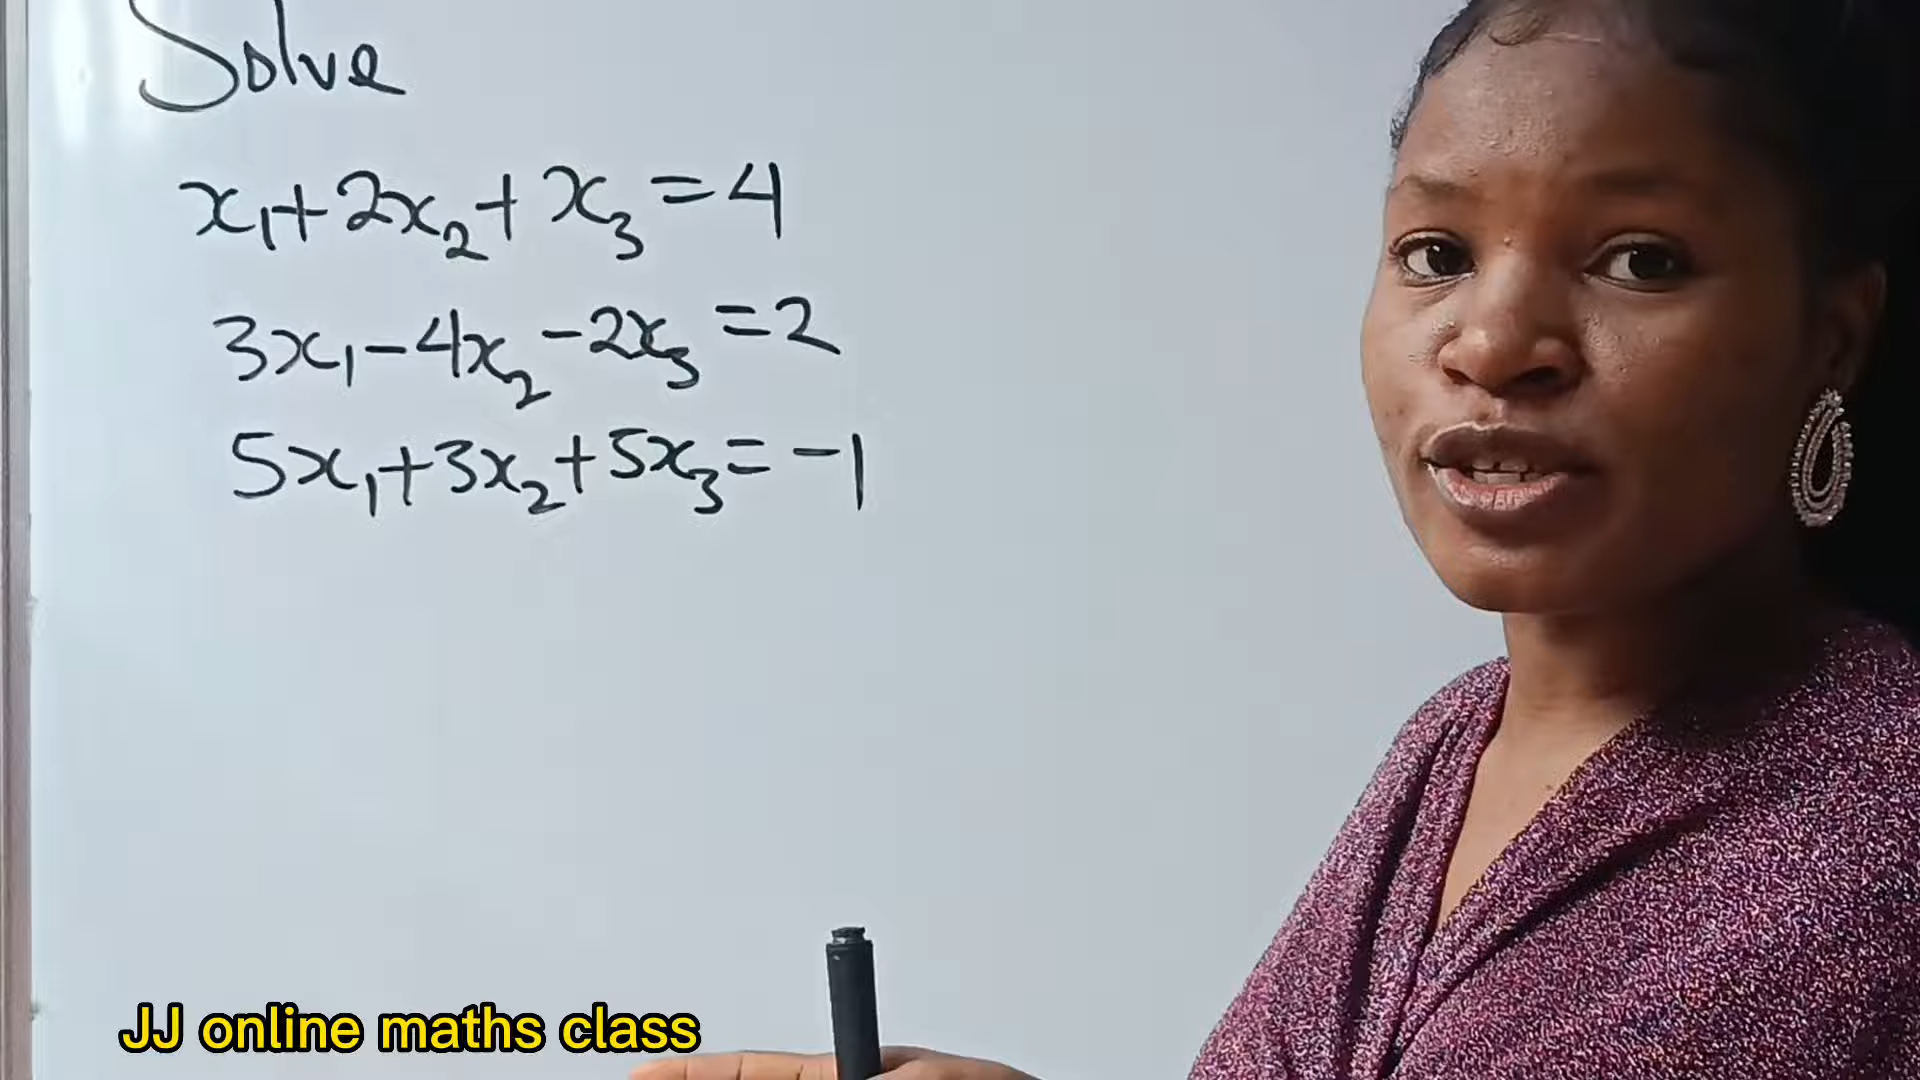 Solve
x₁+2x₂+x₃=4
3x₁-4x₂-2x₃=2
5x₁+3x₂+5x₃=-1
JJ online maths class